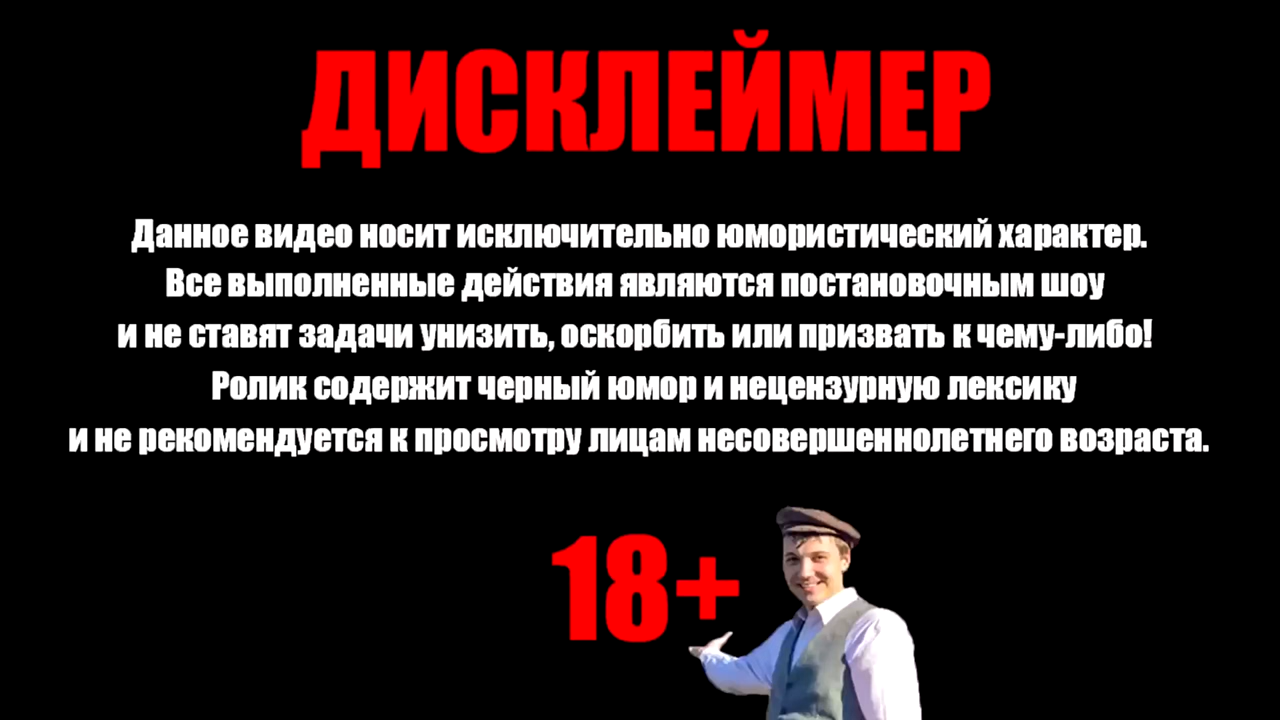 ДИСКЛЕЙМЕР
Данное видео носит исключительно юмористический характер.
Все выполненные действия являются постановочным шоу
и не ставят задачи унизить, оскорбить или призвать к чему-либо!
Ролик содержит черный юмор и нецензурную лексику
и не рекомендуется к просмотру лицам несовершеннолетнего возраста.
18+